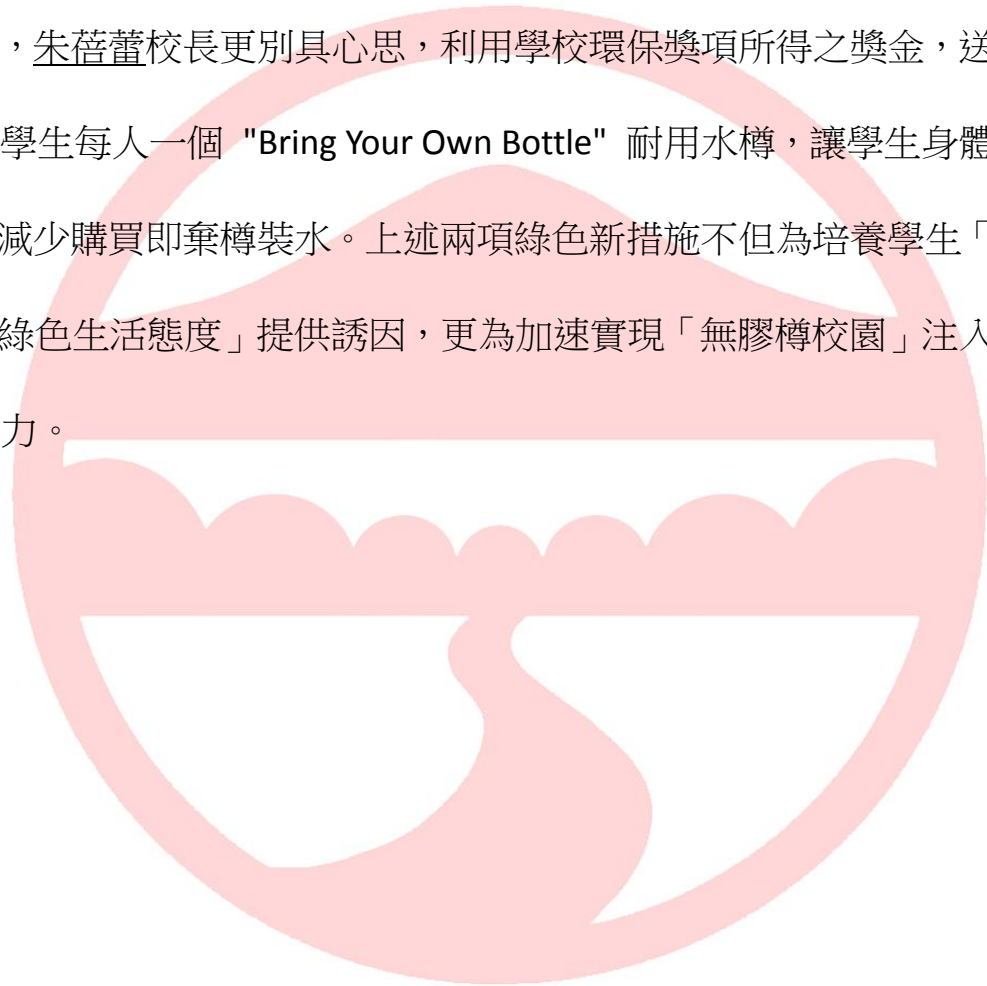 ，朱蓓蕾校長更別具心思，利用學校環保獎項所得之獎金，送
學生每人一個 "Bring Your Own Bottle" 耐用水樽，讓學生身體
減少購買即棄樽裝水。上述兩項綠色新措施不但為培養學生「
綠色生活態度」提供誘因，更為加速實現「無膠樽校園」注入
力。